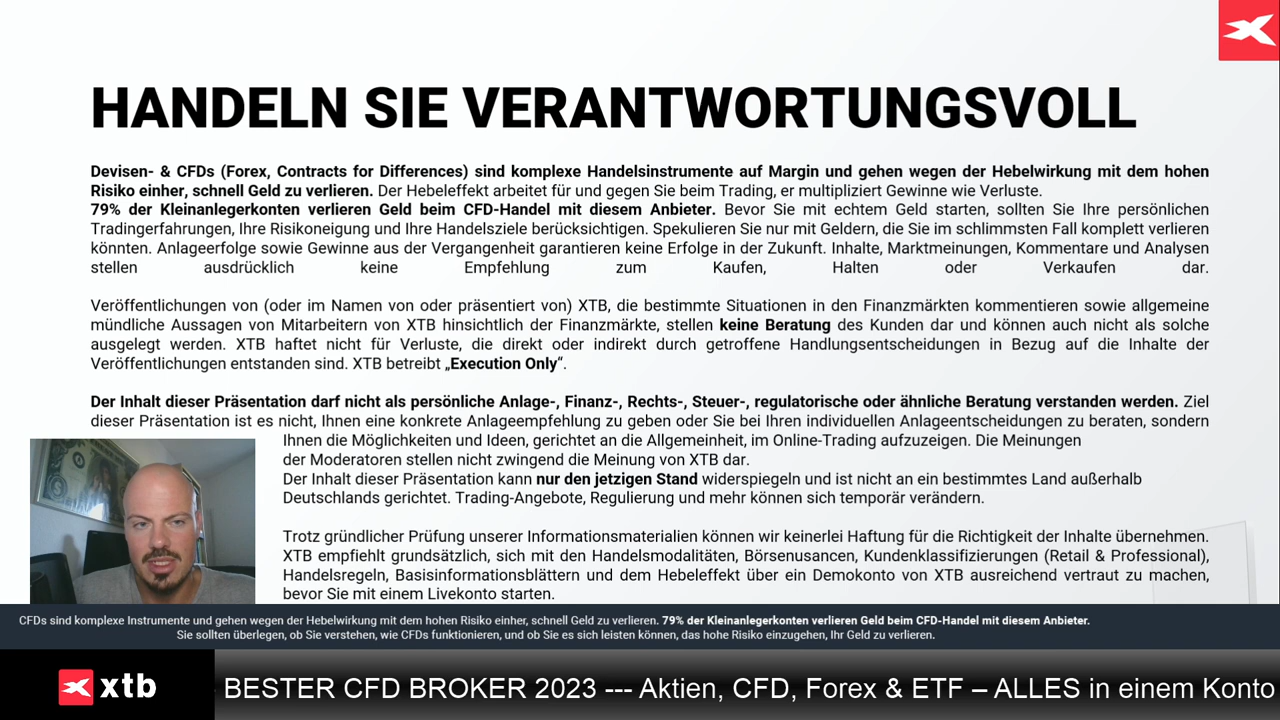 HANDELN SIE VERANTWORTUNGSVOLL
Devisen- & CFDs (Forex, Contracts for Differences) sind komplexe Handelsinstrumente auf Margin und gehen wegen der Hebelwirkung mit dem hohen
Risiko einher, schnell Geld zu verlieren. Der Hebeleffekt arbeitet für und gegen Sie beim Trading, er multipliziert Gewinne wie Verluste.
79% der Kleinanlegerkonten verlieren Geld beim CFD-Handel mit diesem Anbieter. Bevor Sie mit echtem Geld starten, sollten Sie Ihre persönlichen
Tradingerfahrungen, Ihre Risikoneigung und Ihre Handelsziele berücksichtigen. Spekulieren Sie nur mit Geldern, die Sie im schlimmsten Fall komplett verlieren
könnten. Anlageerfolge sowie Gewinne aus der Vergangenheit garantieren keine Erfolge in der Zukunft. Inhalte, Marktmeinungen, Kommentare und Analysen
stellen ausdrücklich keine Empfehlung zum Kaufen, Halten oder Verkaufen dar.
Veröffentlichungen von (oder im Namen von oder präsentiert von) XTB, die bestimmte Situationen in den Finanzmärkten kommentieren sowie allgemeine
mündliche Aussagen von Mitarbeitern von XTB hinsichtlich der Finanzmärkte, stellen keine Beratung des Kunden dar und können auch nicht als solche
ausgelegt werden. XTB haftet nicht für Verluste, die direkt oder indirekt durch getroffene Handlungsentscheidungen in Bezug auf die Inhalte der
Veröffentlichungen entstanden sind. XTB betreibt „Execution Only“.
Der Inhalt dieser Präsentation darf nicht als persönliche Anlage-, Finanz-, Rechts-, Steuer-, regulatorische oder ähnliche Beratung verstanden werden. Ziel
dieser Präsentation ist es nicht, Ihnen eine konkrete Anlageempfehlung zu geben oder Sie bei Ihren individuellen Anlageentscheidungen zu beraten, sondern
Ihnen die Möglichkeiten und Ideen, gerichtet an die Allgemeinheit, im Online-Trading aufzuzeigen. Die Meinungen
der Moderatoren stellen nicht zwingend die Meinung von XTB dar.
Der Inhalt dieser Präsentation kann nur den jetzigen Stand widerspiegeln und ist nicht an ein bestimmtes Land außerhalb
Deutschlands gerichtet. Trading-Angebote, Regulierung und mehr können sich temporär verändern.
Trotz gründlicher Prüfung unserer Informationsmaterialien können wir keinerlei Haftung für die Richtigkeit der Inhalte übernehmen.
XTB empfiehlt grundsätzlich, sich mit den Handelsmodalitäten, Börsenusancen, Kundenklassifizierungen (Retail & Professional),
Handelsregeln, Basisinformationsblättern und dem Hebeleffekt über ein Demokonto von XTB ausreichend vertraut zu machen,
bevor Sie mit einem Livekonto starten.
CFDs sind komplexe Instrumente und gehen wegen der Hebelwirkung mit dem hohen Risiko einher, schnell Geld zu verlieren. 79% der Kleinanlegerkonten verlieren Geld beim CFD-Handel mit diesem Anbieter.
Sie sollten überlegen, ob Sie verstehen, wie CFDs funktionieren, und ob Sie es sich leisten können, das hohe Risiko einzugehen, Ihr Geld zu verlieren.
xtb BESTER CFD BROKER 2023 --- Aktien, CFD, Forex & ETF – ALLES in einem Konto